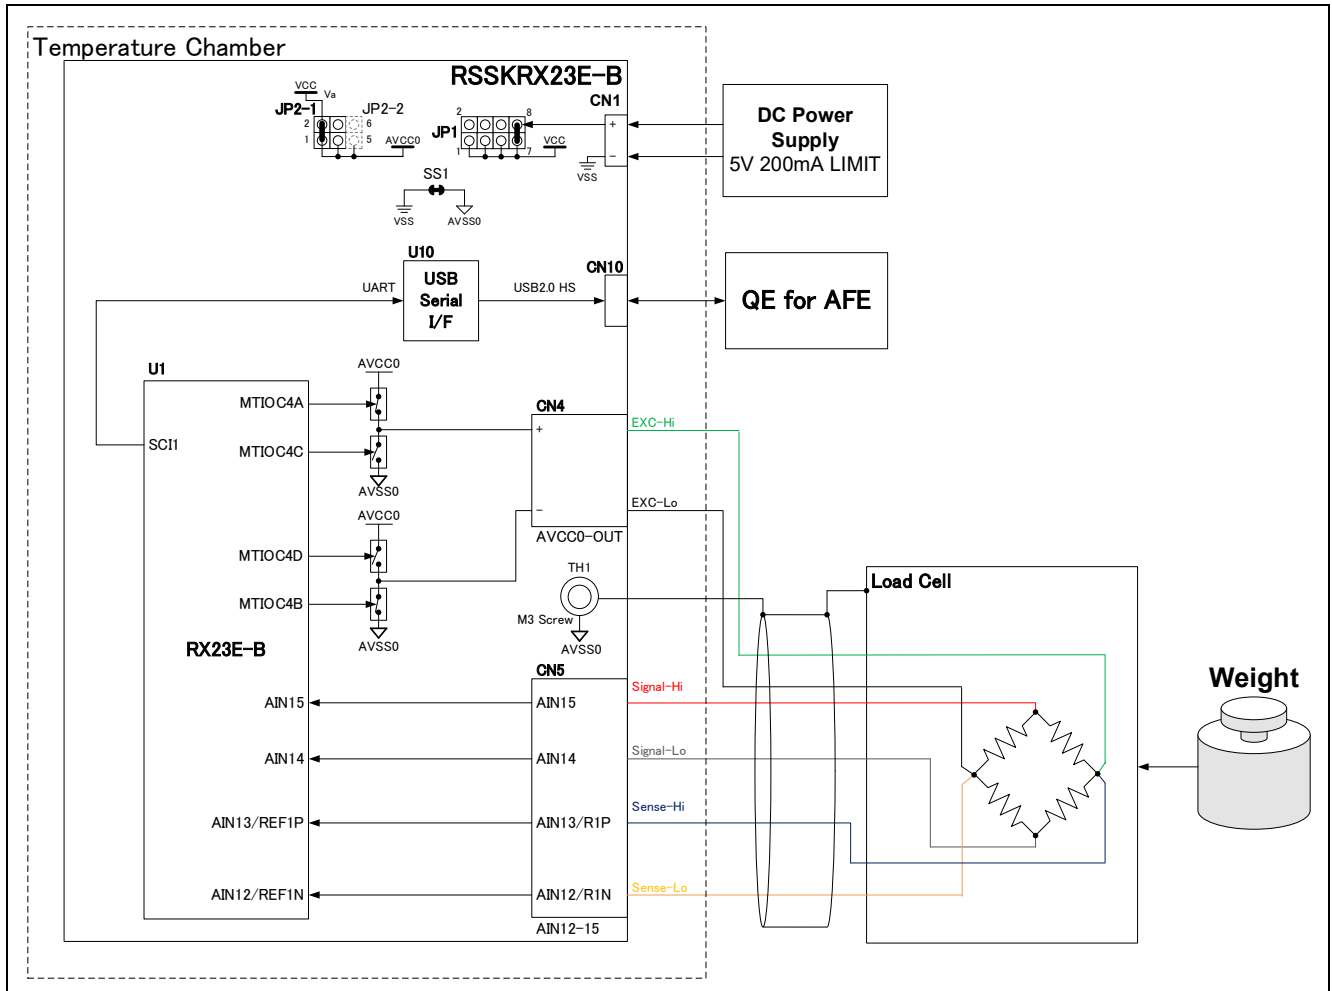 Temperature Chamber
RSSKRX23E-B
VCC
Va
JP2-1
JP2-2
2
6
1
5
AVCC0
JP1
2
8
1
7
VCC
CN1
+
−
VSS
DC Power
Supply
5V 200mA LIMIT
SS1
VSS
AVSS0
U10
USB
Serial
I/F
UART
USB2.0 HS
CN10
QE for AFE
U1
SCI1
MTIOC4A
MTIOC4C
MTIOC4D
MTIOC4B
RX23E-B
AIN15
AIN14
AIN13/REF1P
AIN12/REF1N
AVCC0
AVSS0
AVCC0
AVSS0
CN4
+
−
AVCC0-OUT
EXC-Hi
EXC-Lo
TH1
M3 Screw
AVSS0
CN5
AIN15
AIN14
AIN13/R1P
AIN12/R1N
AIN12-15
Signal-Hi
Signal-Lo
Sense-Hi
Sense-Lo
Load Cell
Weight